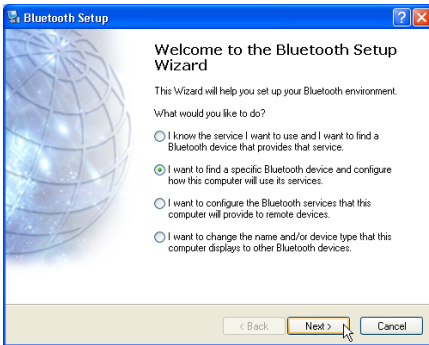 Bluetooth Setup
Welcome to the Bluetooth Setup
Wizard
This Wizard will help you set up your Bluetooth environment.
What would you like to do?
I know the service I want to use and I want to find a
Bluetooth device that provides that service.
I want to find a specific Bluetooth device and configure
how this computer will use its services.
I want to configure the Bluetooth services that this
computer will provide to remote devices.
I want to change the name and/or device type that this
computer displays to other Bluetooth devices.
< Back Next > Cancel